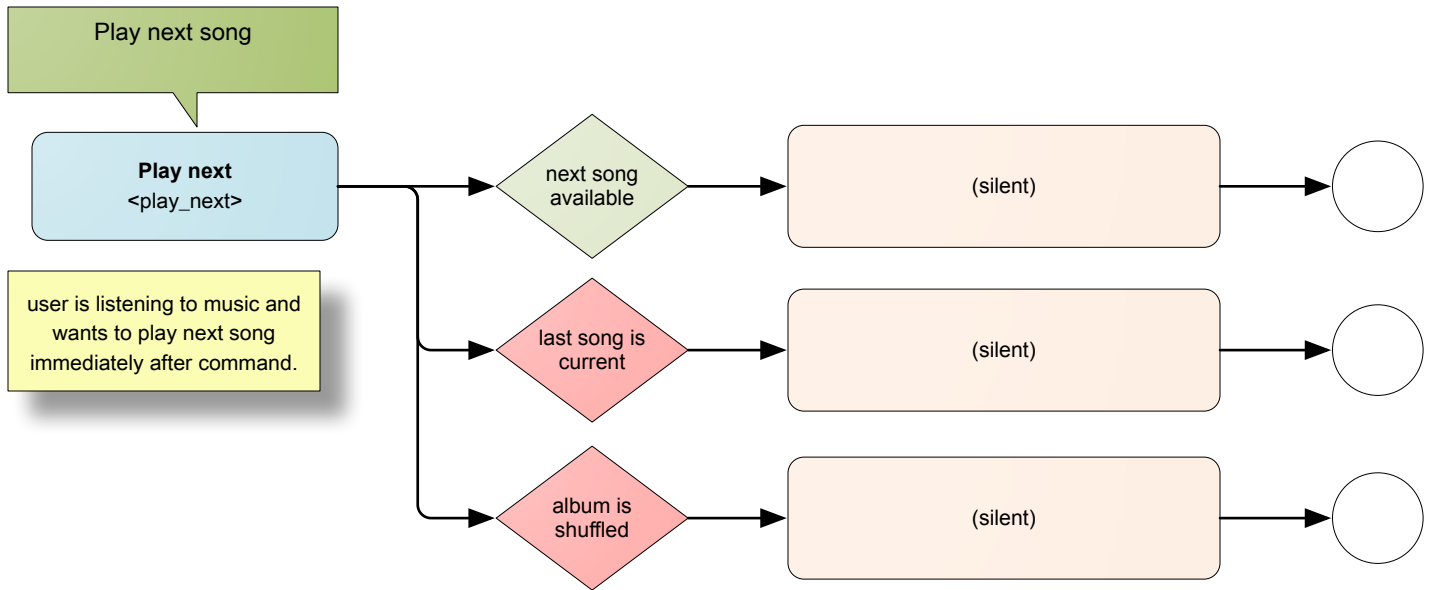 Play next song
Play next
<play_next>
user is listening to music and
wants to play next song
immediately after command.
next song
available
(silent)
last song is
current
(silent)
album is
shuffled
(silent)